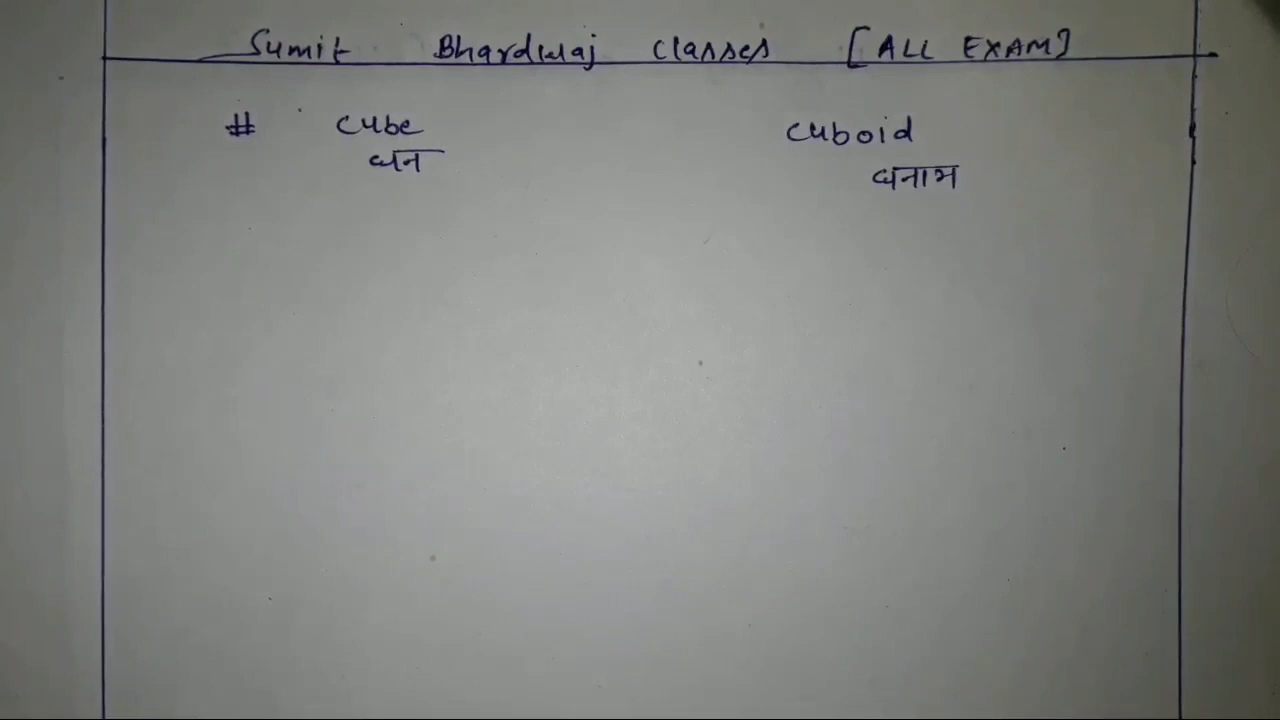 Sumit Bhardwaj Classes [ALL EXAM]
# Cube Cuboid
घन घनाभ